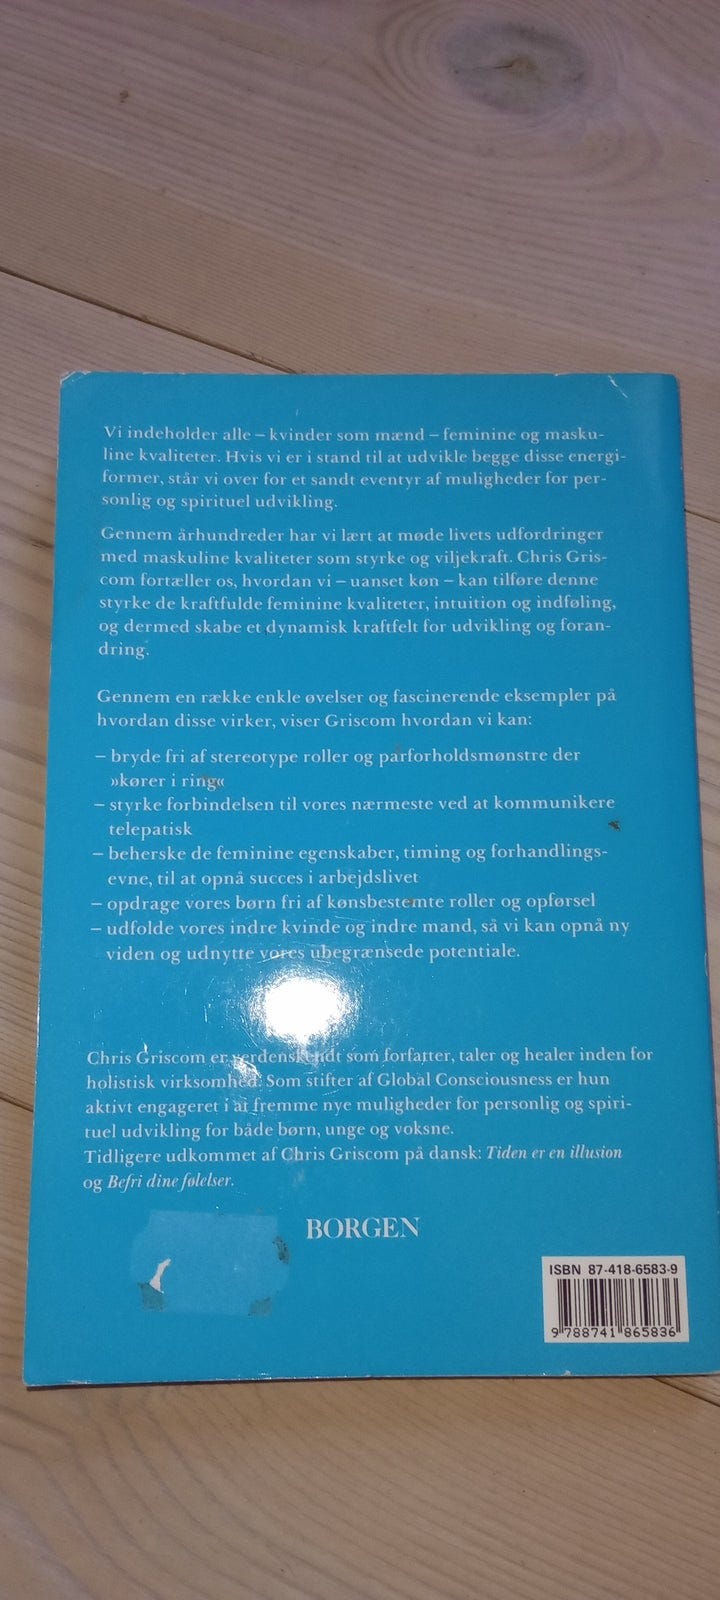 Vi indeholder alle – kvinder som mænd – feminine og masku-
line kvaliteter. Hvis vi er i stand til at udvikle begge disse energi-
former, står vi over for et sandt eventyr af muligheder for per-
sonlig og spirituel udvikling.
Gennem århundreder har vi lært at møde livets udfordringer
med maskuline kvaliteter som styrke og viljekraft. Chris Gris-
com fortæller os, hvordan vi – uanset køn – kan tilføre denne
styrke de kraftfulde feminine kvaliteter, intuition og indføling,
og dermed skabe et dynamisk kraftfelt for udvikling og foran-
dring.
Gennem en række enkle øvelser og fascinerende eksempler på
hvordan disse virker, viser Griscom hvordan vi kan:
– bryde fri af stereotype roller og parforholdsmønstre der
»kører i ring«
– styrke forbindelsen til vores nærmeste ved at kommunikere
telepatisk
– beherske de feminine egenskaber, timing og forhandlings-
evne, til at opnå succes i arbejdslivet
– opdrage vores børn fri af kønsbestemte roller og opførsel
– udfolde vores indre kvinde og indre mand, så vi kan opnå ny
viden og udnytte vores ubegrænsede potentiale.
Chris Griscom er verdenskendt som forfatter, taler og healer inden for
holistisk virksomhed. Som stifter af Global Consciousness er hun
aktivt engageret i at fremme nye muligheder for personlig og spiri-
tuel udvikling for både børn, unge og voksne.
Tidligere udkommet af Chris Griscom på dansk: Tiden er en illusion
og Befri dine følelser.
BORGEN
ISBN 87-418-6583-9
9 788741 865836